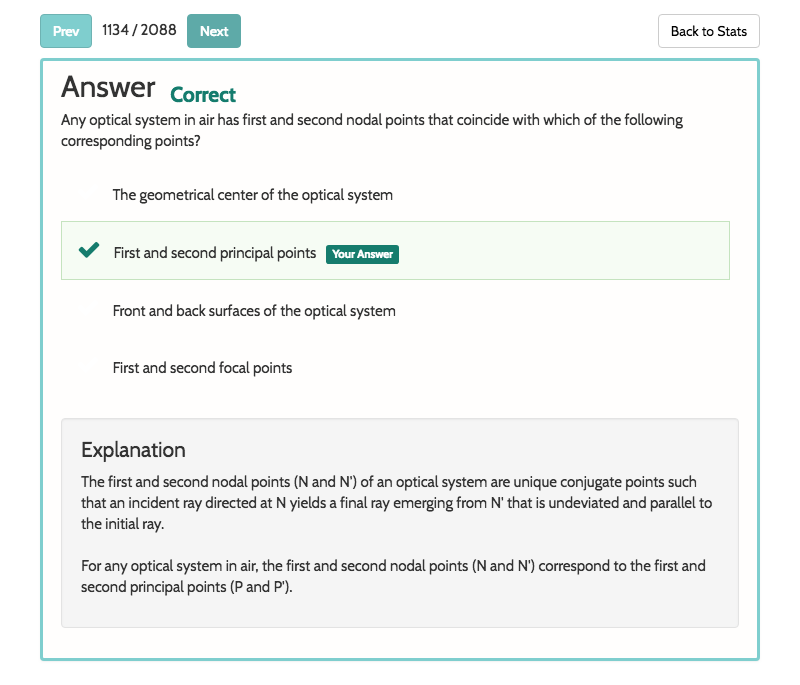 Prev 1134 / 2088 Next Back to Stats
Answer Correct
Any optical system in air has first and second nodal points that coincide with which of the following
corresponding points?
The geometrical center of the optical system
First and second principal points Your Answer
Front and back surfaces of the optical system
First and second focal points
Explanation
The first and second nodal points (N and N') of an optical system are unique conjugate points such
that an incident ray directed at N yields a final ray emerging from N' that is undeviated and parallel to
the initial ray.
For any optical system in air, the first and second nodal points (N and N') correspond to the first and
second principal points (P and P').